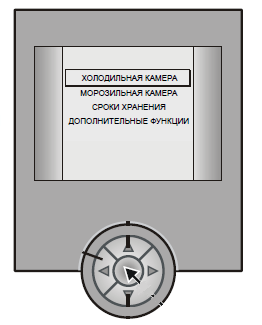 ХОЛОДИЛЬНАЯ КАМЕРА
МОРОЗИЛЬНАЯ КАМЕРА
СРОКИ ХРАНЕНИЯ
ДОПОЛНИТЕЛЬНЫЕ ФУНКЦИИ